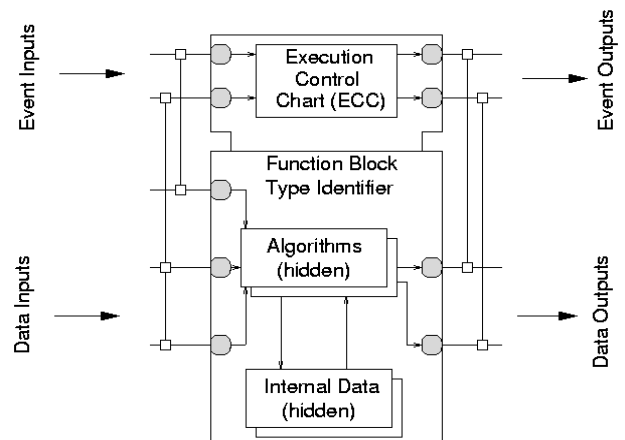 Event Inputs
Execution
Control
Chart (ECC)
Event Outputs
Function Block
Type Identifier
Algorithms
(hidden)
Data Inputs
Data Outputs
Internal Data
(hidden)